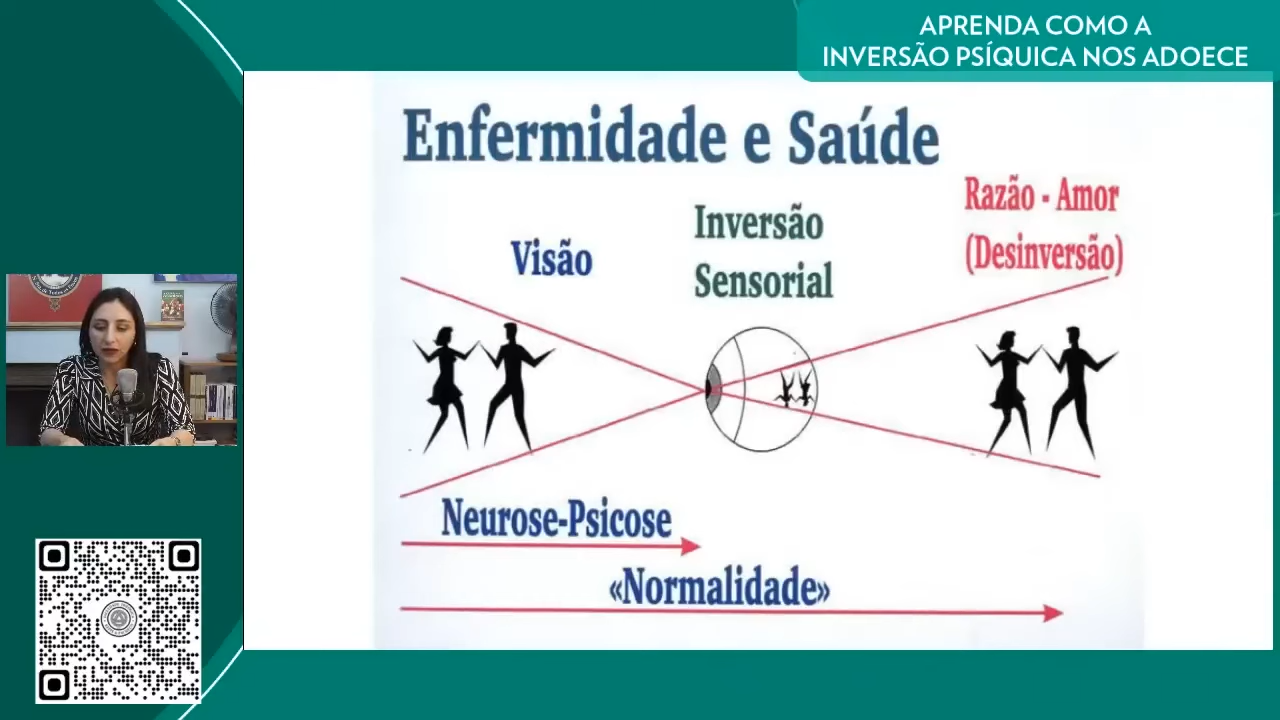 APRENDA COMO A
INVERSÃO PSÍQUICA NOS ADOECE
Enfermidade e Saúde
Visão
Inversão
Sensorial
Razão - Amor
(Desinversão)
Neurose-Psicose
«Normalidade»